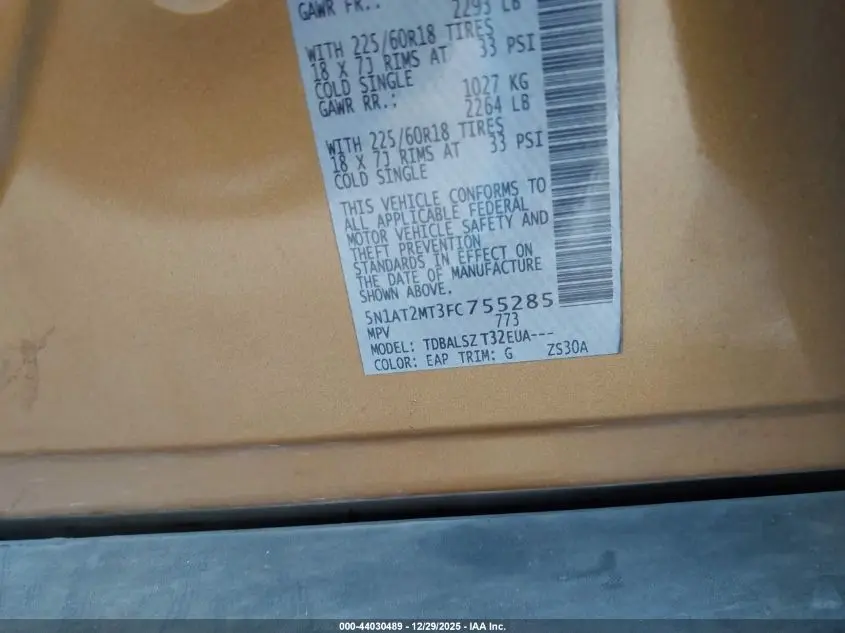 GAWR FR.: 2293 LB
WITH 225/60R18 TIRES
18 X 7J RIMS AT 33 PSI
COLD SINGLE 1027 KG
GAWR RR.: 2264 LB
WITH 225/60R18 TIRES
18 X 7J RIMS AT 33 PSI
COLD SINGLE
THIS VEHICLE CONFORMS TO
ALL APPLICABLE FEDERAL
MOTOR VEHICLE SAFETY AND
THEFT PREVENTION
STANDARDS IN EFFECT ON
THE DATE OF MANUFACTURE
SHOWN ABOVE.
5N1AT2MT3FC755285
MPV 773
MODEL: TDBALSZ T32EUA---
COLOR: EAP TRIM: G ZS30A
000-44030489 - 12/29/2025 - IAA Inc.